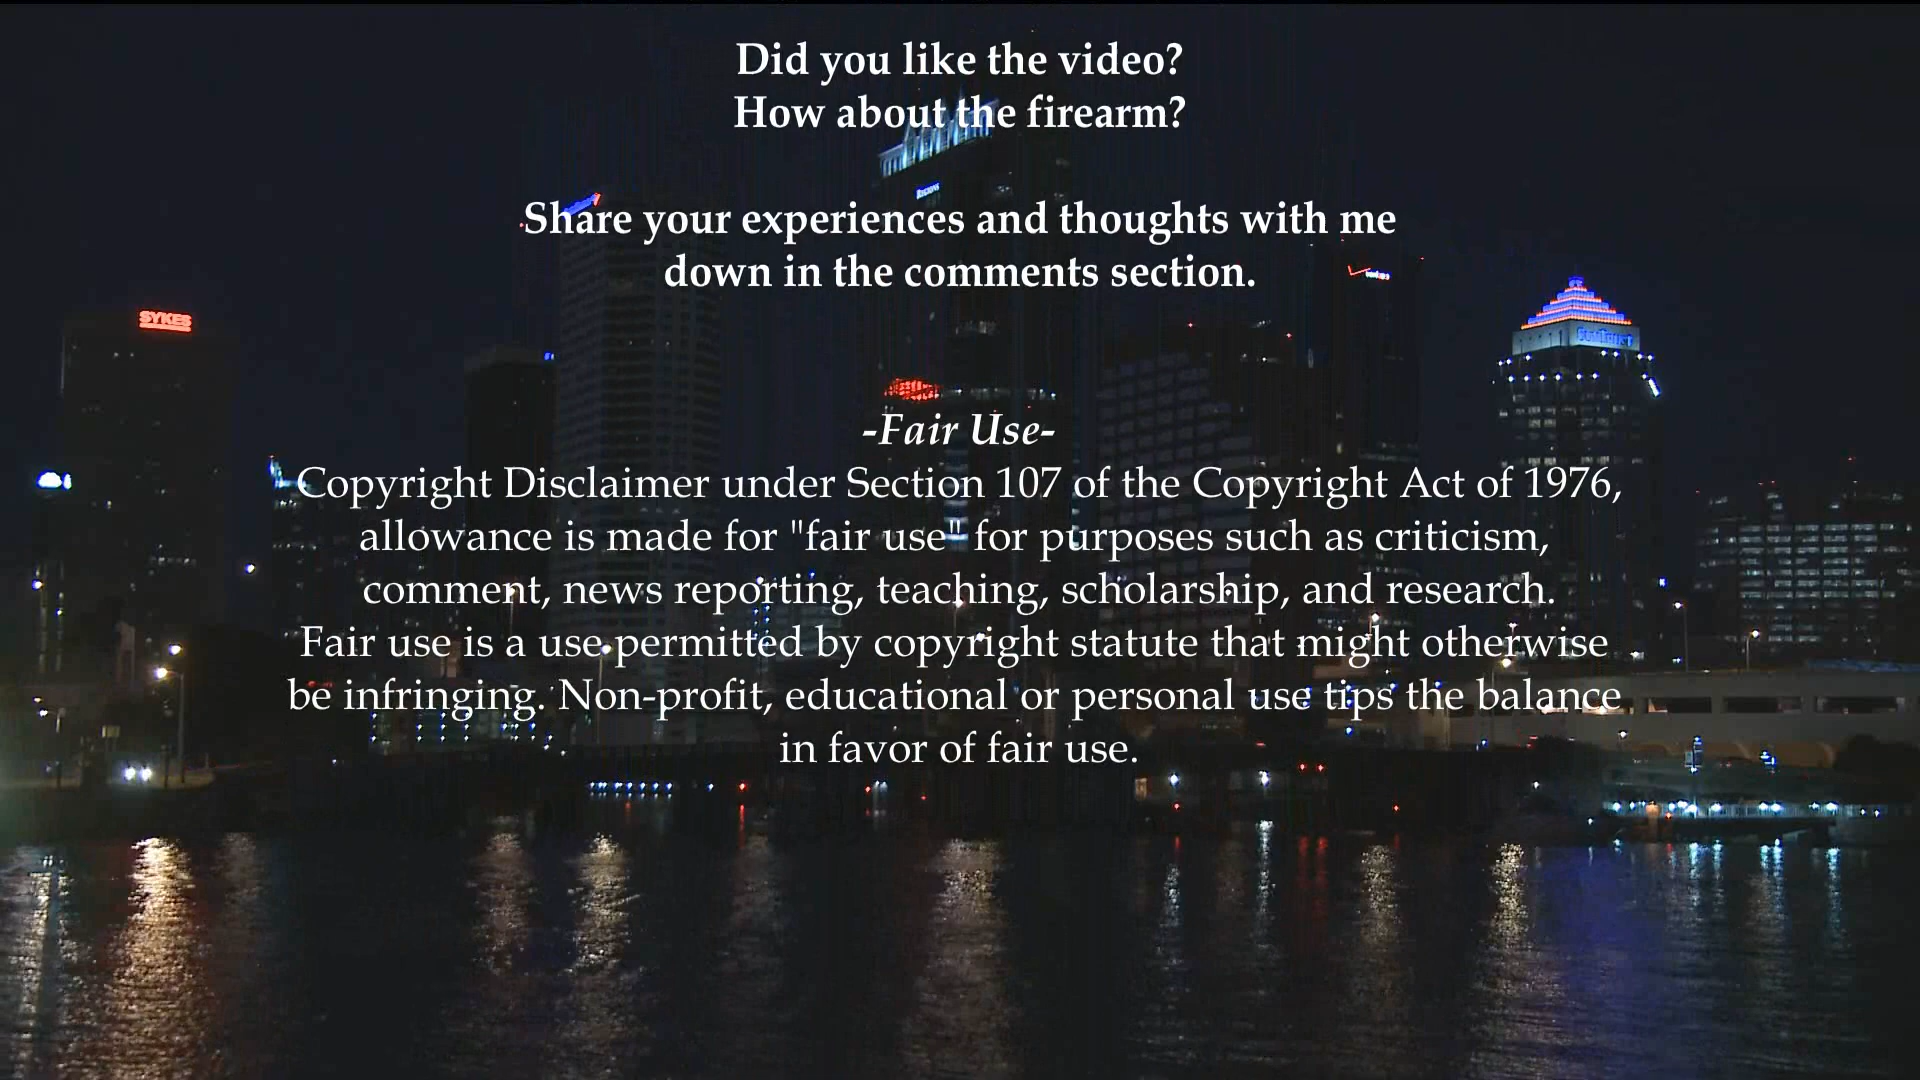 Did you like the video?
How about the firearm?
REGIONS
Share your experiences and thoughts with me
down in the comments section.
SYKES
SUNTRUST
-Fair Use-
Copyright Disclaimer under Section 107 of the Copyright Act of 1976,
allowance is made for "fair use" for purposes such as criticism,
comment, news reporting, teaching, scholarship, and research.
Fair use is a use permitted by copyright statute that might otherwise
be infringing. Non-profit, educational or personal use tips the balance
in favor of fair use.